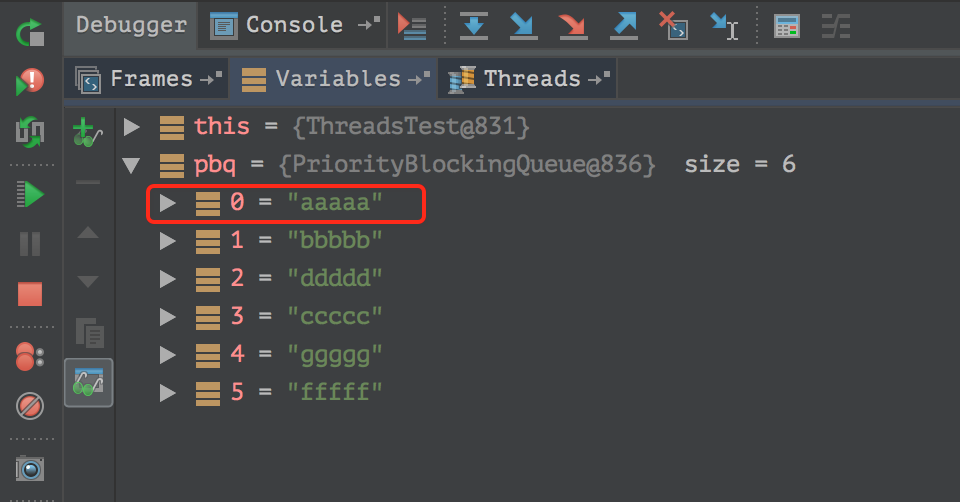 Debugger Console
Frames Variables Threads
this = {ThreadsTest@831}
pbq = {PriorityBlockingQueue@836} size = 6
0 = "aaaaa"
1 = "bbbbb"
2 = "ddddd"
3 = "ccccc"
4 = "ggggg"
5 = "fffff"